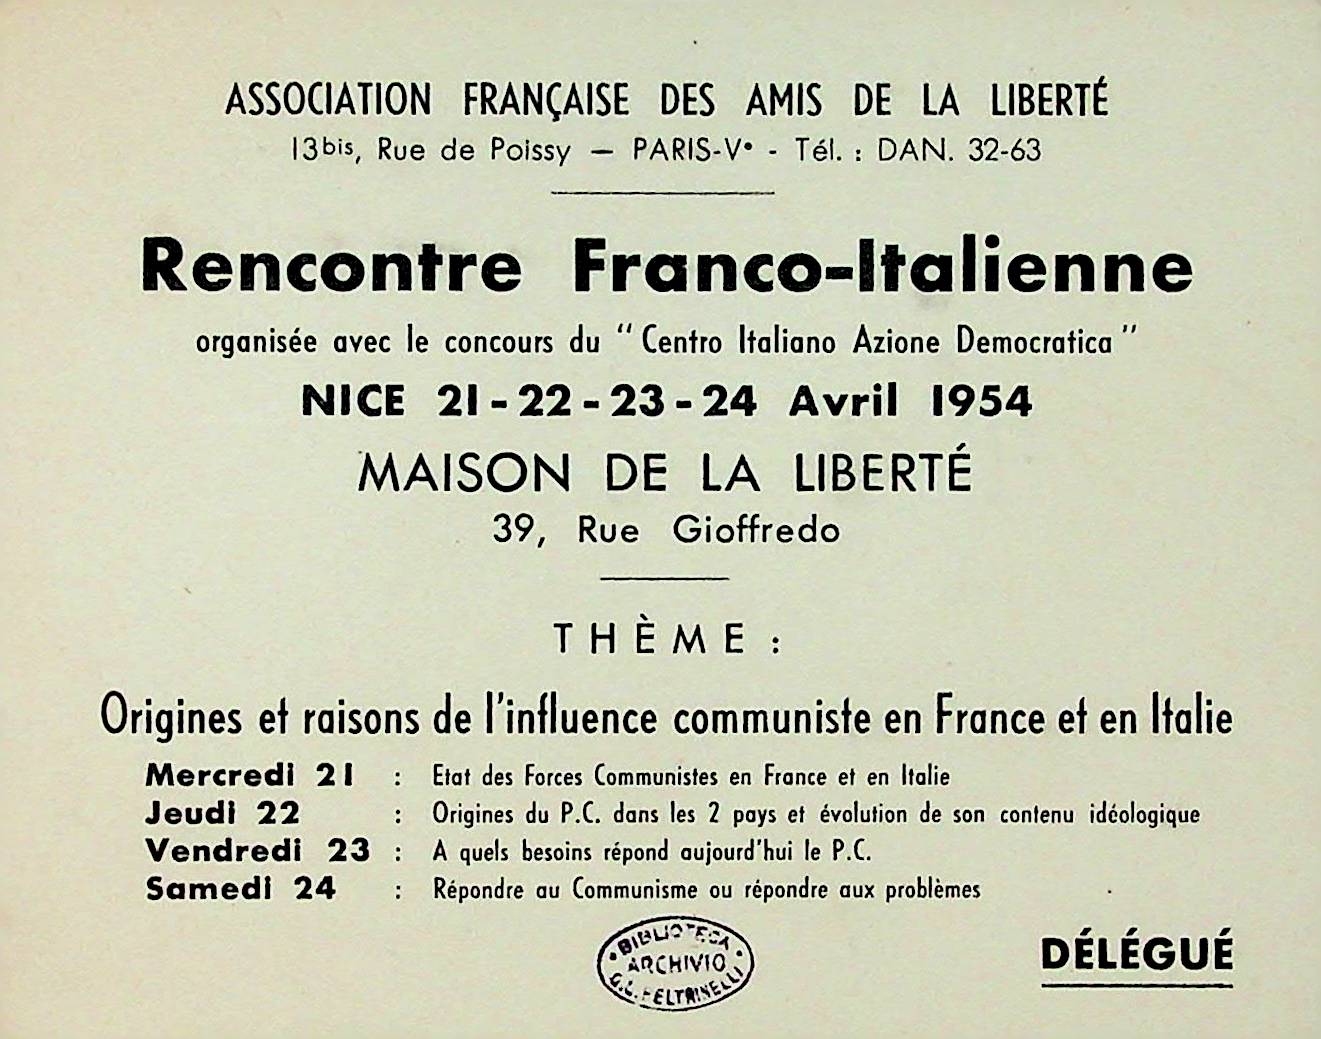 ASSOCIATION FRANÇAISE DES AMIS DE LA LIBERTÉ
13bis, Rue de Poissy — PARIS-Ve - Tél. : DAN. 32-63
Rencontre Franco-Italienne
organisée avec le concours du "Centro Italiano Azione Democratica"
NICE 21-22-23-24 Avril 1954
MAISON DE LA LIBERTÉ
39, Rue Gioffredo
THÈME :
Origines et raisons de l'influence communiste en France et en Italie
Mercredi 21 : Etat des Forces Communistes en France et en Italie
Jeudi 22 : Origines du P.C. dans les 2 pays et évolution de son contenu idéologique
Vendredi 23 : A quels besoins répond aujourd'hui le P.C.
Samedi 24 : Répondre au Communisme ou répondre aux problèmes
BIBLIOTECA
ARCHIVIO
G.L. FELTRINELLI
DÉLÉGUÉ